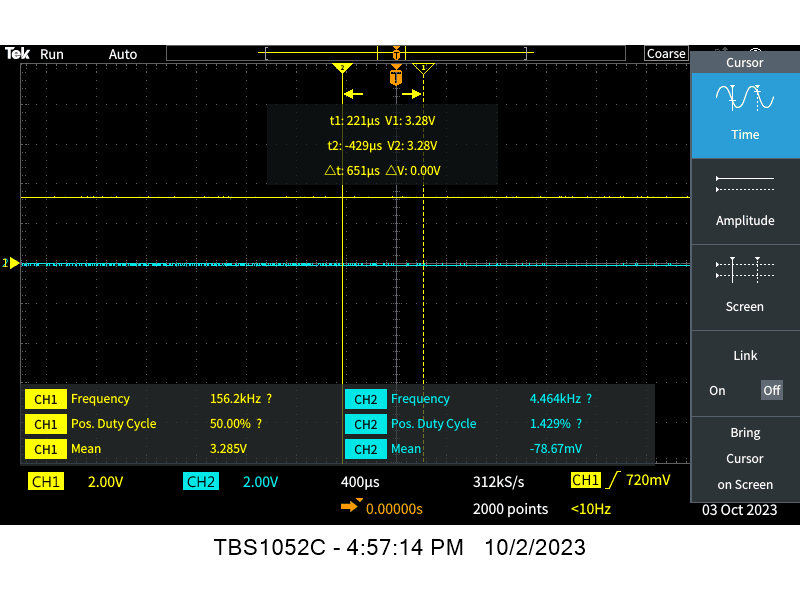 Tek Run Auto Coarse
Cursor
2 T 1
T
t1: 221µs V1: 3.28V
t2: -429µs V2: 3.28V
△t: 651µs △V: 0.00V
Time
Amplitude
Screen
Link
On Off
Bring
Cursor
on Screen
CH1 Frequency 156.2kHz ? CH2 Frequency 4.464kHz ?
CH1 Pos. Duty Cycle 50.00% ? CH2 Pos. Duty Cycle 1.429% ?
CH1 Mean 3.285V CH2 Mean -78.67mV
CH1 2.00V CH2 2.00V 400µs 312kS/s CH1 720mV
0.00000s 2000 points <10Hz 03 Oct 2023
TBS1052C - 4:57:14 PM 10/2/2023